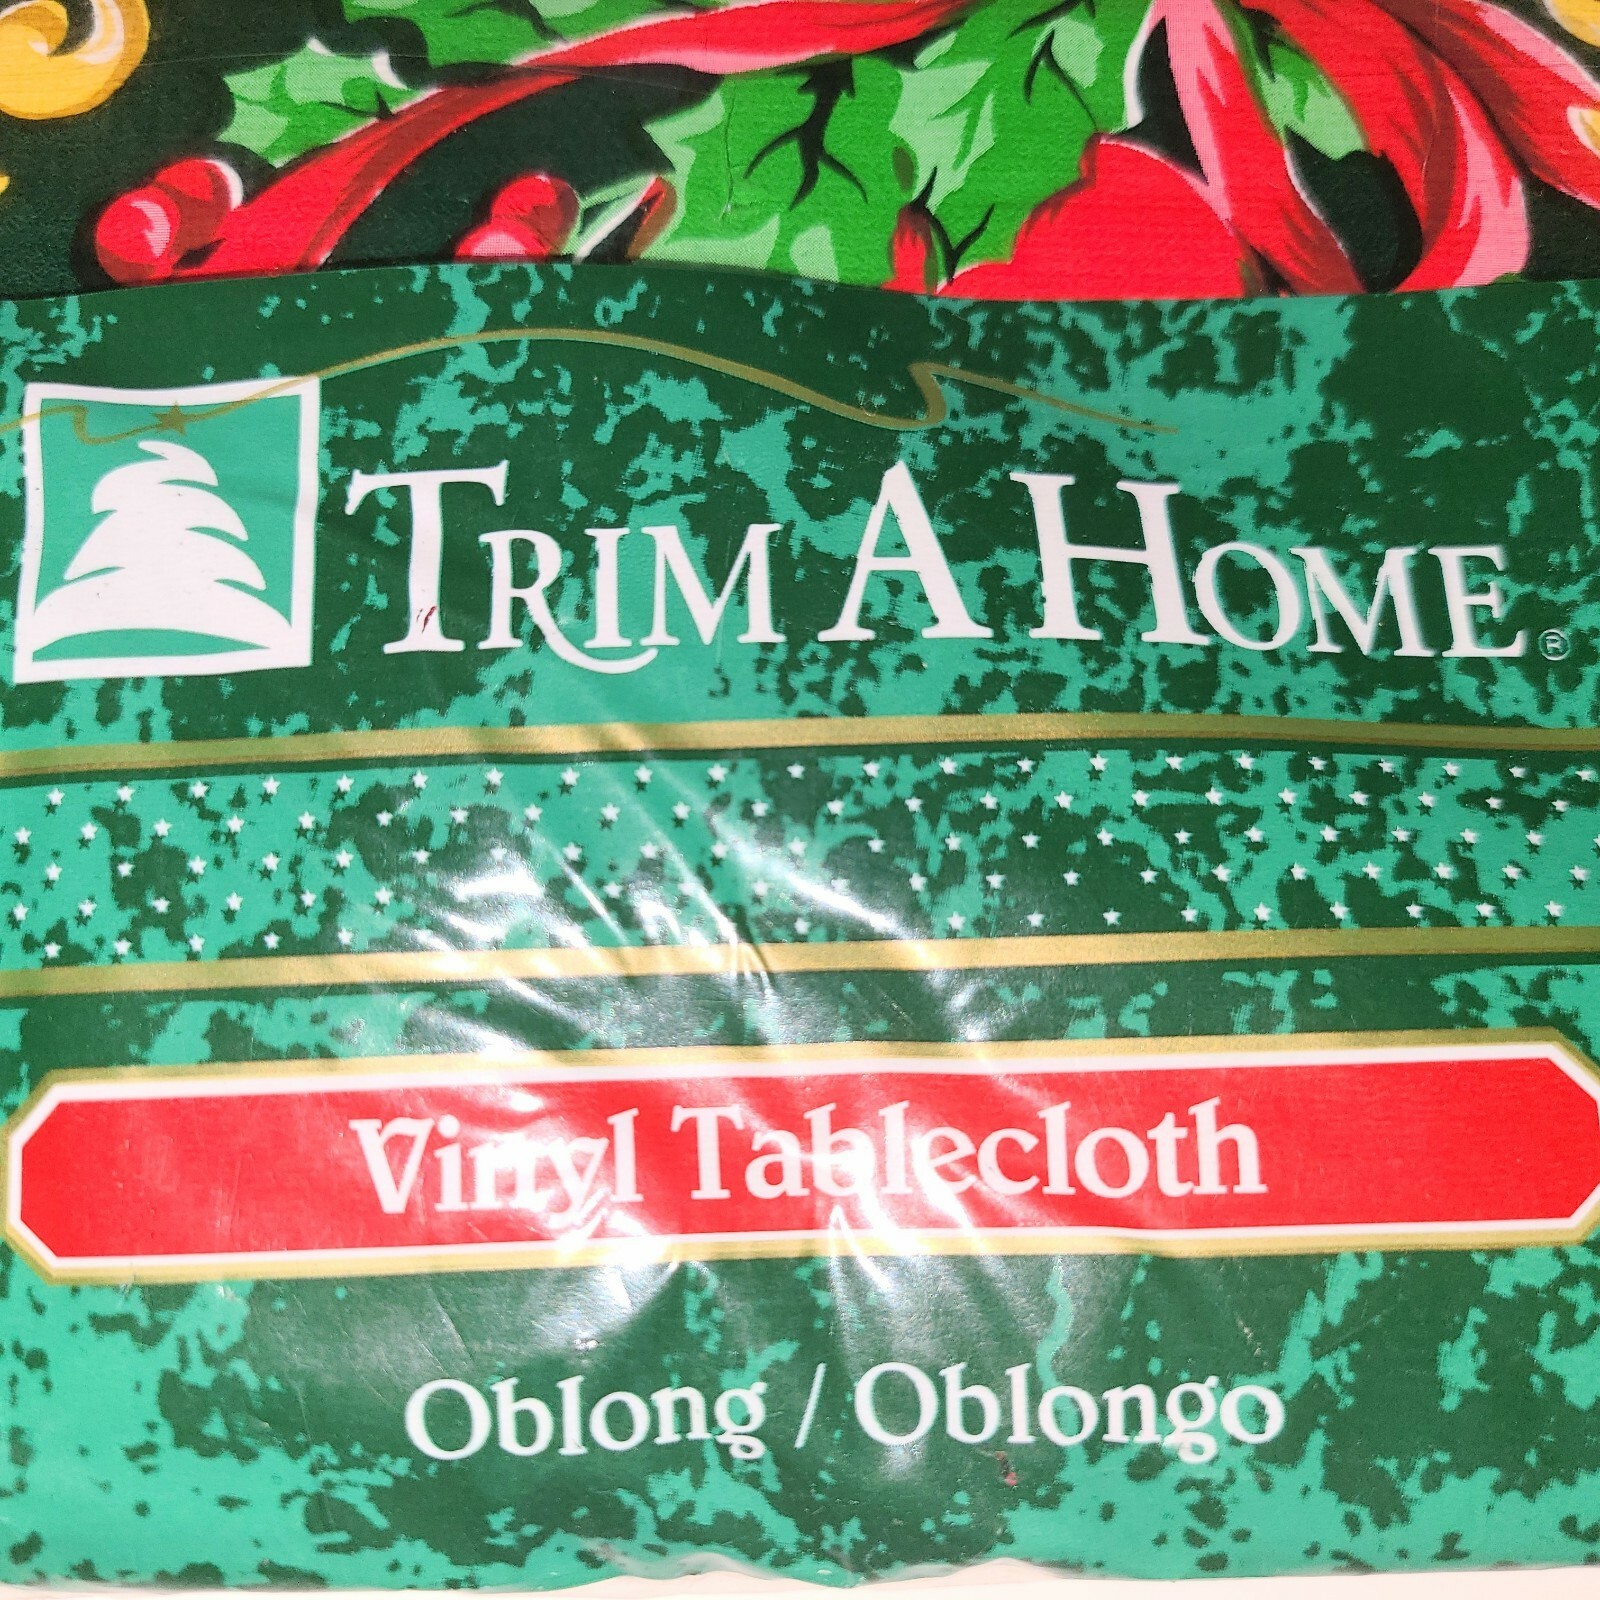 TRIM A HOME®
Vinyl Tablecloth
Oblong / Oblongo